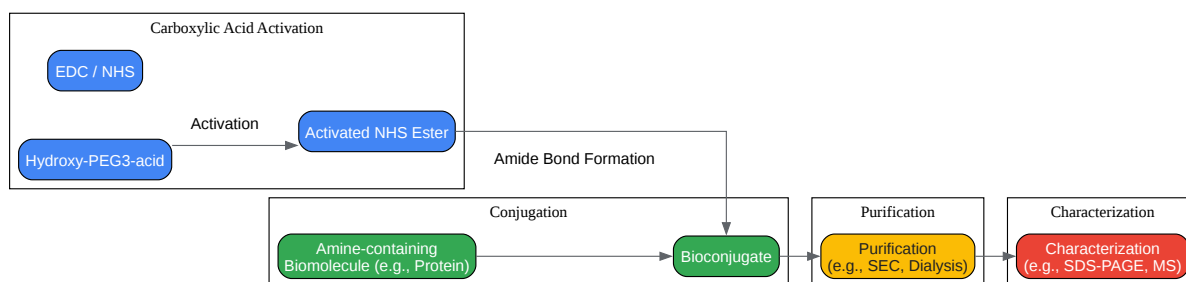 Carboxylic Acid Activation
EDC / NHS
Activation
Activated NHS Ester
Hydroxy-PEG3-acid
Amide Bond Formation
Conjugation
Amine-containing
Biomolecule (e.g., Protein)
Bioconjugate
Purification
Purification
(e.g., SEC, Dialysis)
Characterization
Characterization
(e.g., SDS-PAGE, MS)